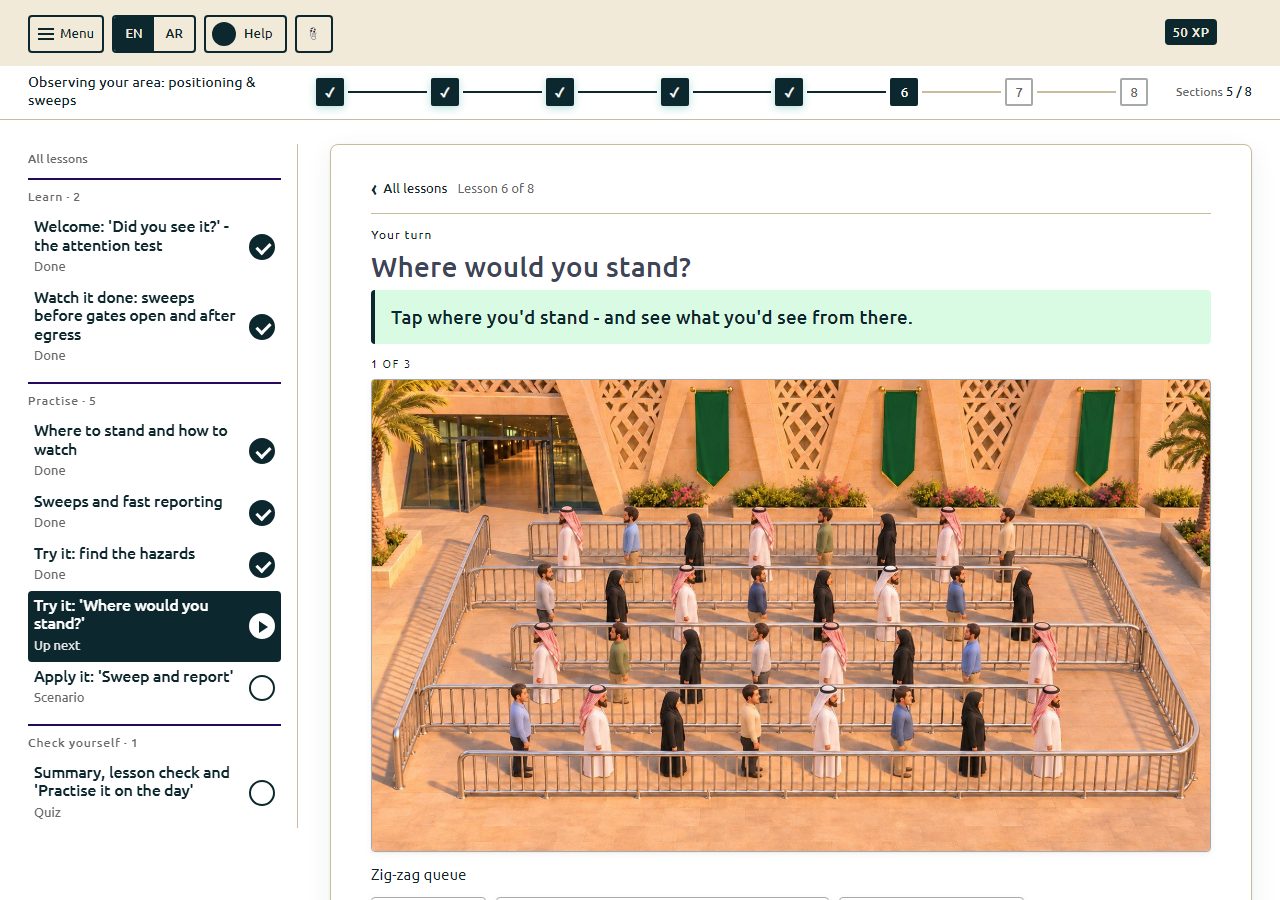 Menu
EN
AR
Help
50 XP
Observing your area: positioning &
sweeps
6
7
8
Sections 5 / 8
All lessons
Learn · 2
Welcome: 'Did you see it?' -
the attention test
Done
Watch it done: sweeps
before gates open and after
egress
Done
Practise · 5
Where to stand and how to
watch
Done
Sweeps and fast reporting
Done
Try it: find the hazards
Done
Try it: 'Where would you
stand?'
Up next
Apply it: 'Sweep and report'
Scenario
Check yourself · 1
Summary, lesson check and
'Practise it on the day'
Quiz
‹ All lessons Lesson 6 of 8
Your turn
Where would you stand?
Tap where you'd stand - and see what you'd see from there.
1 OF 3
Zig-zag queue